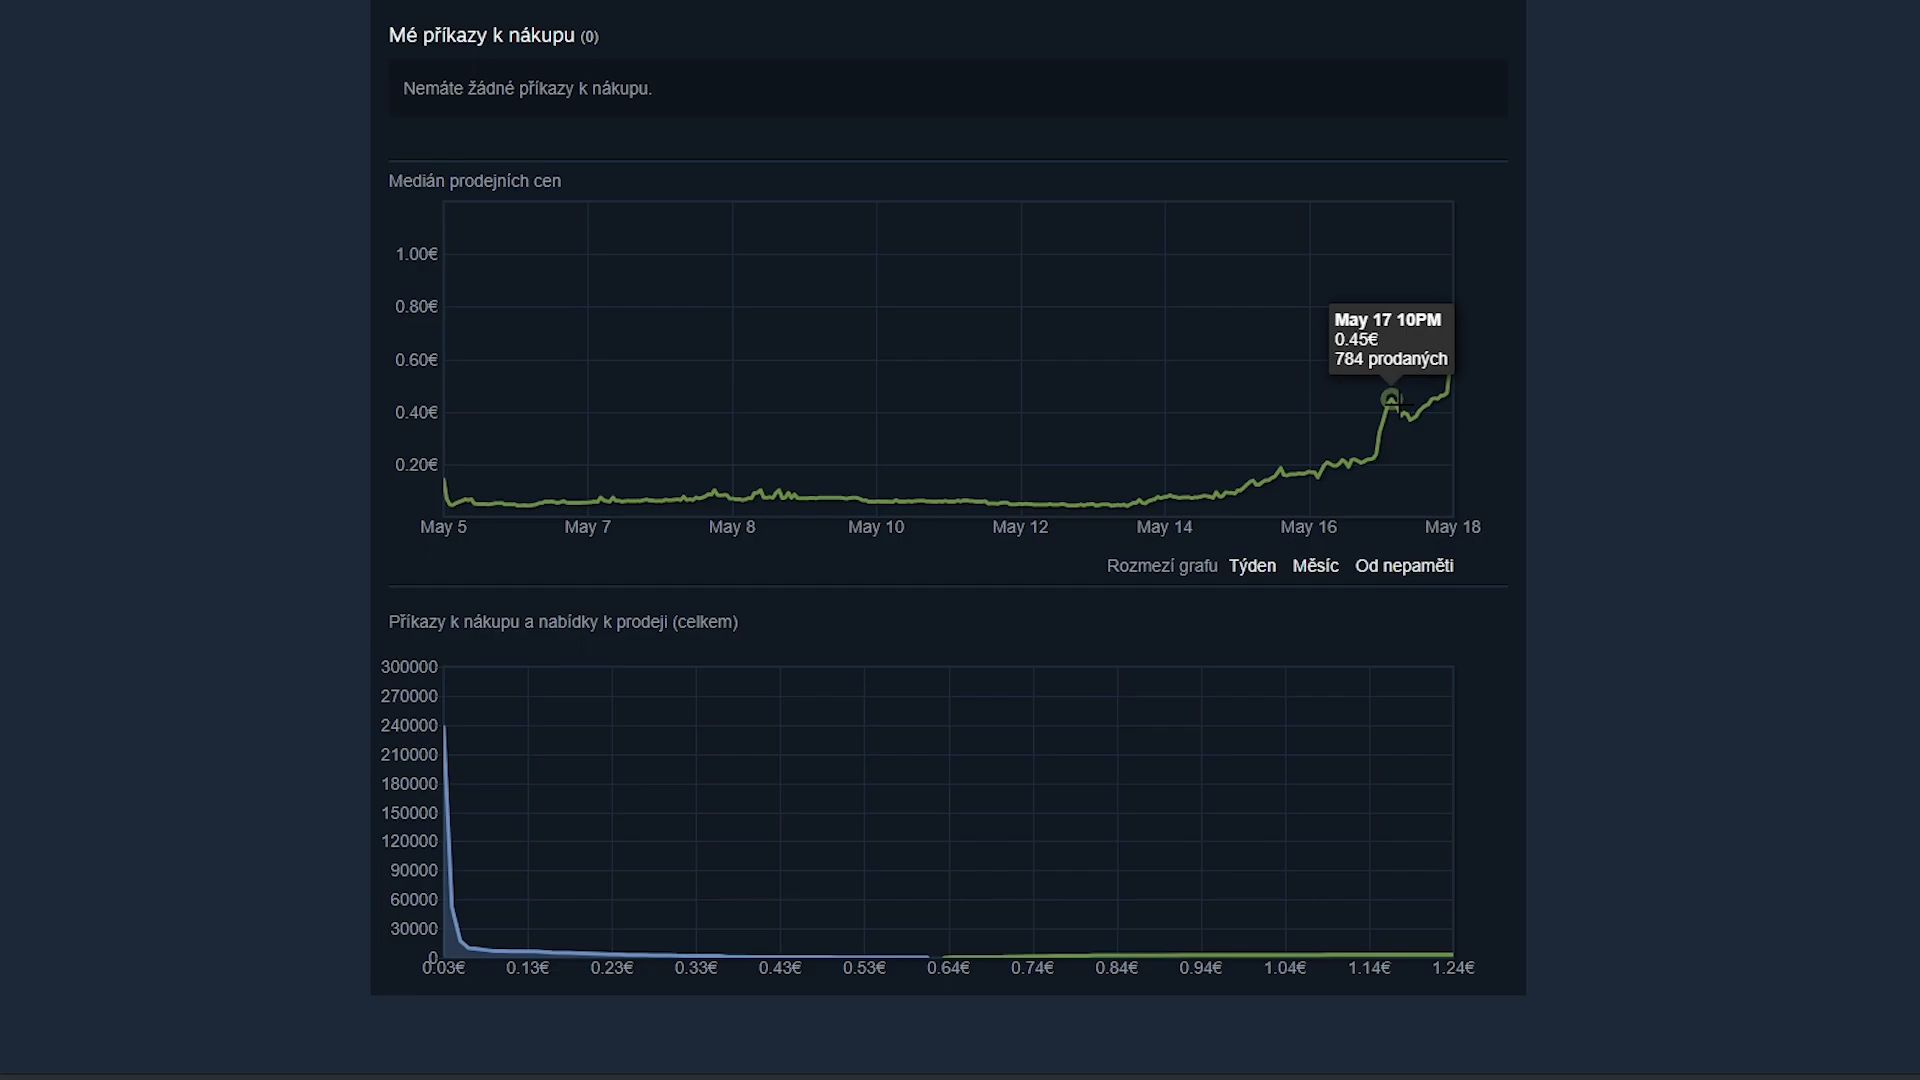 Mé příkazy k nákupu (0)
Nemáte žádné příkazy k nákupu.
Medián prodejních cen
1.00€
0.80€
0.60€
0.40€
0.20€
May 17 10PM
0.45€
784 prodaných
May 5 May 7 May 8 May 10 May 12 May 14 May 16 May 18
Rozmezí grafu Týden Měsíc Od nepaměti
Příkazy k nákupu a nabídky k prodeji (celkem)
300000
270000
240000
210000
180000
150000
120000
90000
60000
30000
0
0.03€ 0.13€ 0.23€ 0.33€ 0.43€ 0.53€ 0.64€ 0.74€ 0.84€ 0.94€ 1.04€ 1.14€ 1.24€